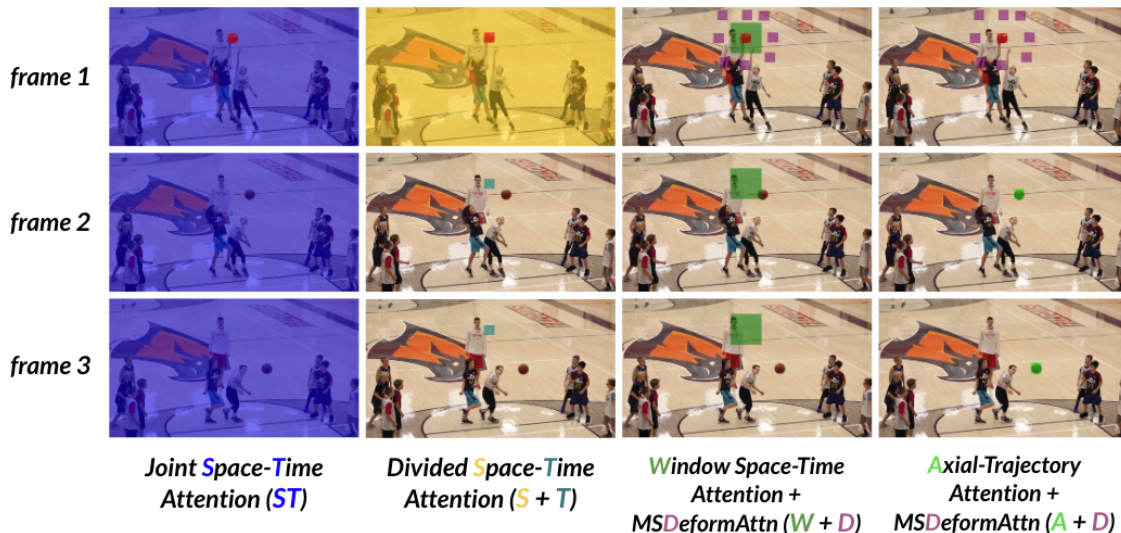 frame 1
frame 2
frame 3
Joint Space-Time
Attention (ST)
Divided Space-Time
Attention (S + T)
Window Space-Time
Attention +
MSDeformAttn (W + D)
Axial-Trajectory
Attention +
MSDeformAttn (A + D)